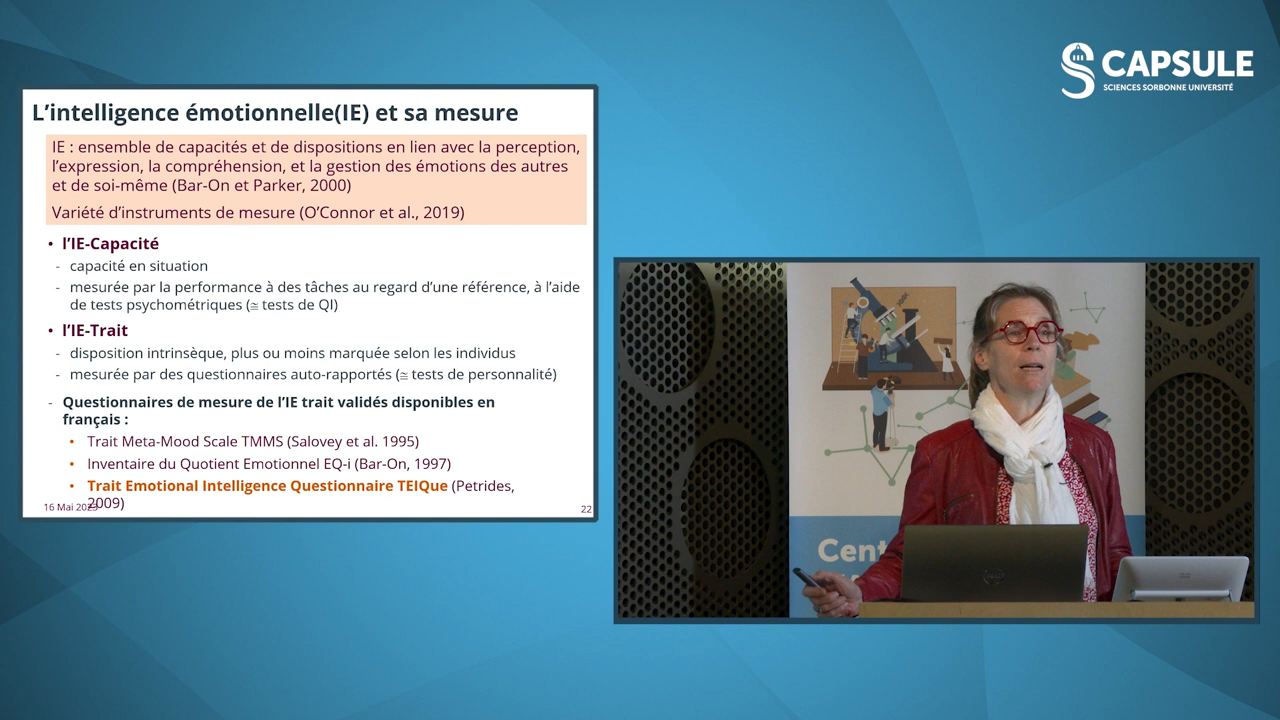 CAPSULE
SCIENCES SORBONNE UNIVERSITÉ
L’intelligence émotionnelle(IE) et sa mesure
IE : ensemble de capacités et de dispositions en lien avec la perception,
l’expression, la compréhension, et la gestion des émotions des autres
et de soi-même (Bar-On et Parker, 2000)
Variété d’instruments de mesure (O’Connor et al., 2019)
• l’IE-Capacité
- capacité en situation
- mesurée par la performance à des tâches au regard d’une référence, à l’aide
de tests psychométriques (≅ tests de QI)
• l’IE-Trait
- disposition intrinsèque, plus ou moins marquée selon les individus
- mesurée par des questionnaires auto-rapportés (≅ tests de personnalité)
- Questionnaires de mesure de l’IE trait validés disponibles en
français :
• Trait Meta-Mood Scale TMMS (Salovey et al. 1995)
• Inventaire du Quotient Emotionnel EQ-i (Bar-On, 1997)
• Trait Emotional Intelligence Questionnaire TEIQue (Petrides,
2009)
16 Mai 2023
22
Cent